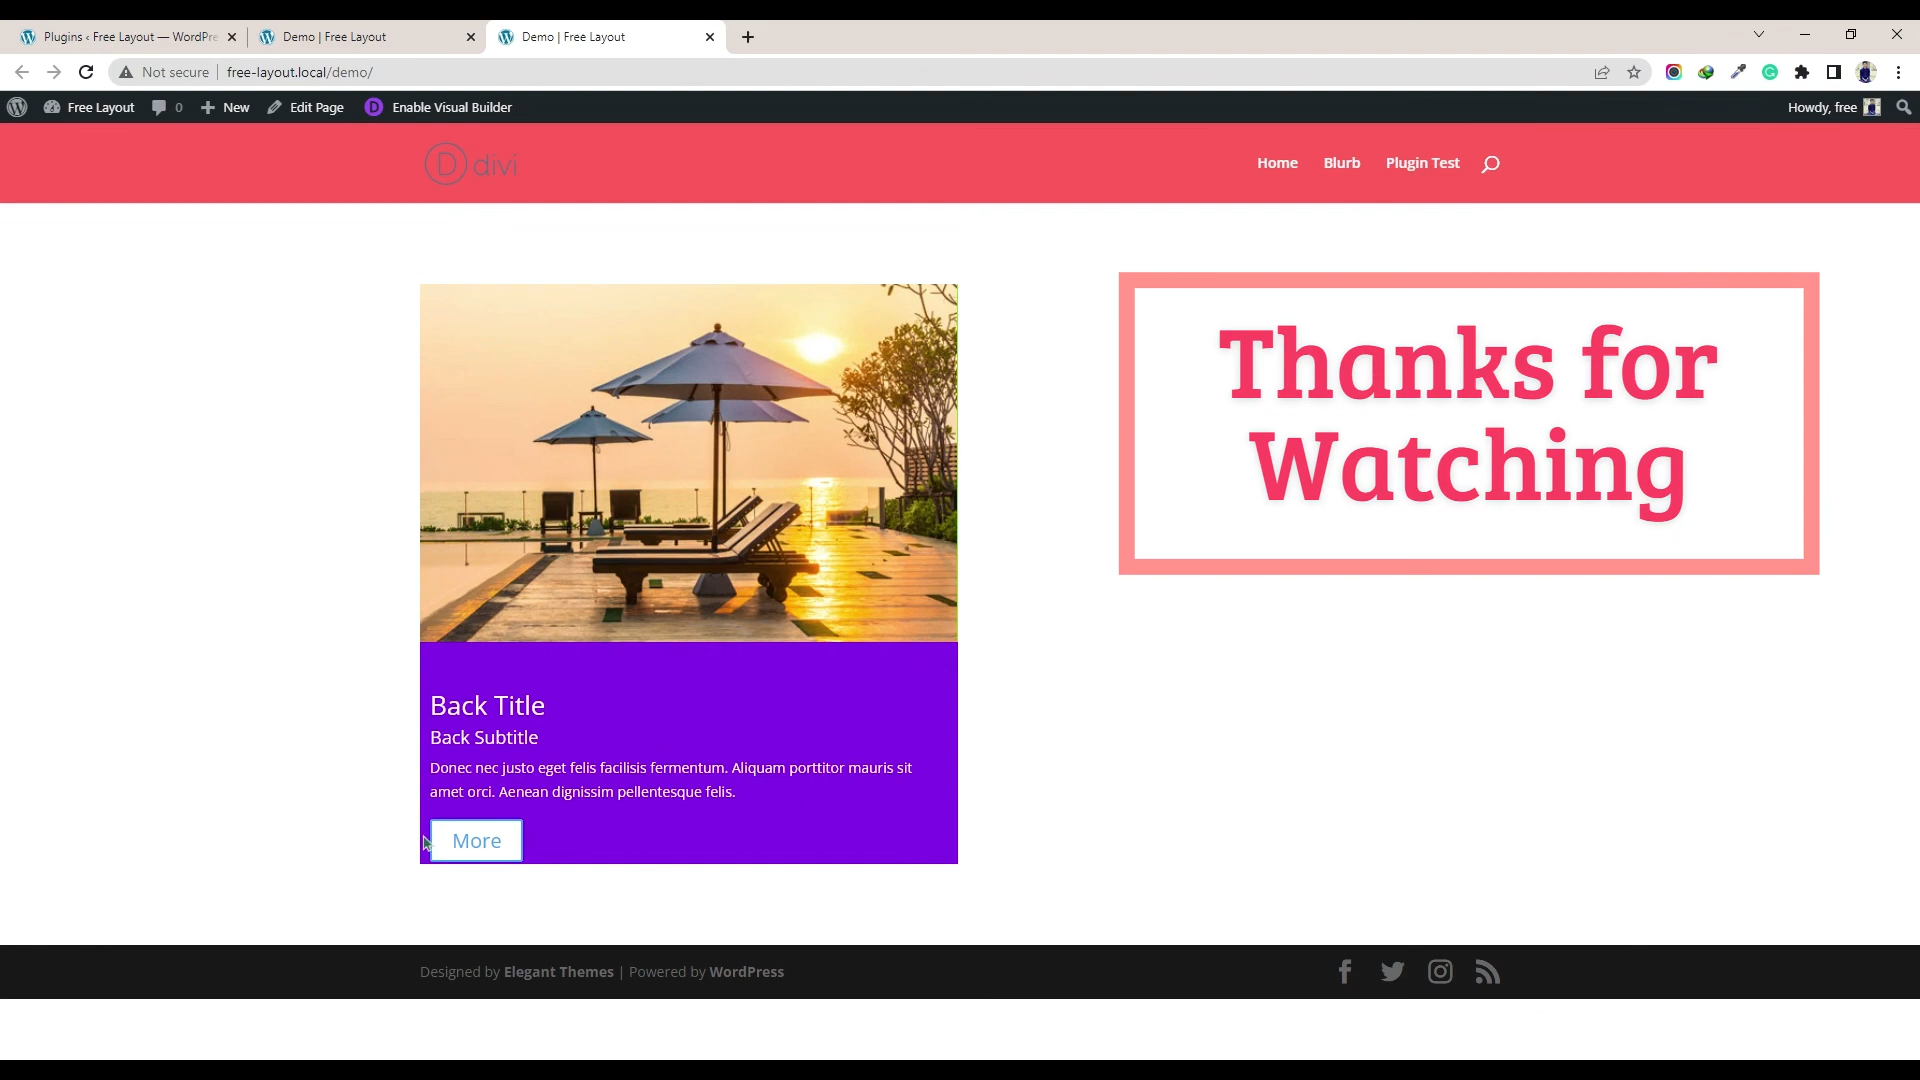 Plugins ‹ Free Layout — WordPre
Demo | Free Layout
Demo | Free Layout
Not secure
free-layout.local/demo/
Free Layout
0
New
Edit Page
D
Enable Visual Builder
Howdy, free
D divi
Home
Blurb
Plugin Test
Thanks for
Watching
Back Title
Back Subtitle
Donec nec justo eget felis facilisis fermentum. Aliquam porttitor mauris sit
amet orci. Aenean dignissim pellentesque felis.
More
Designed by Elegant Themes | Powered by WordPress